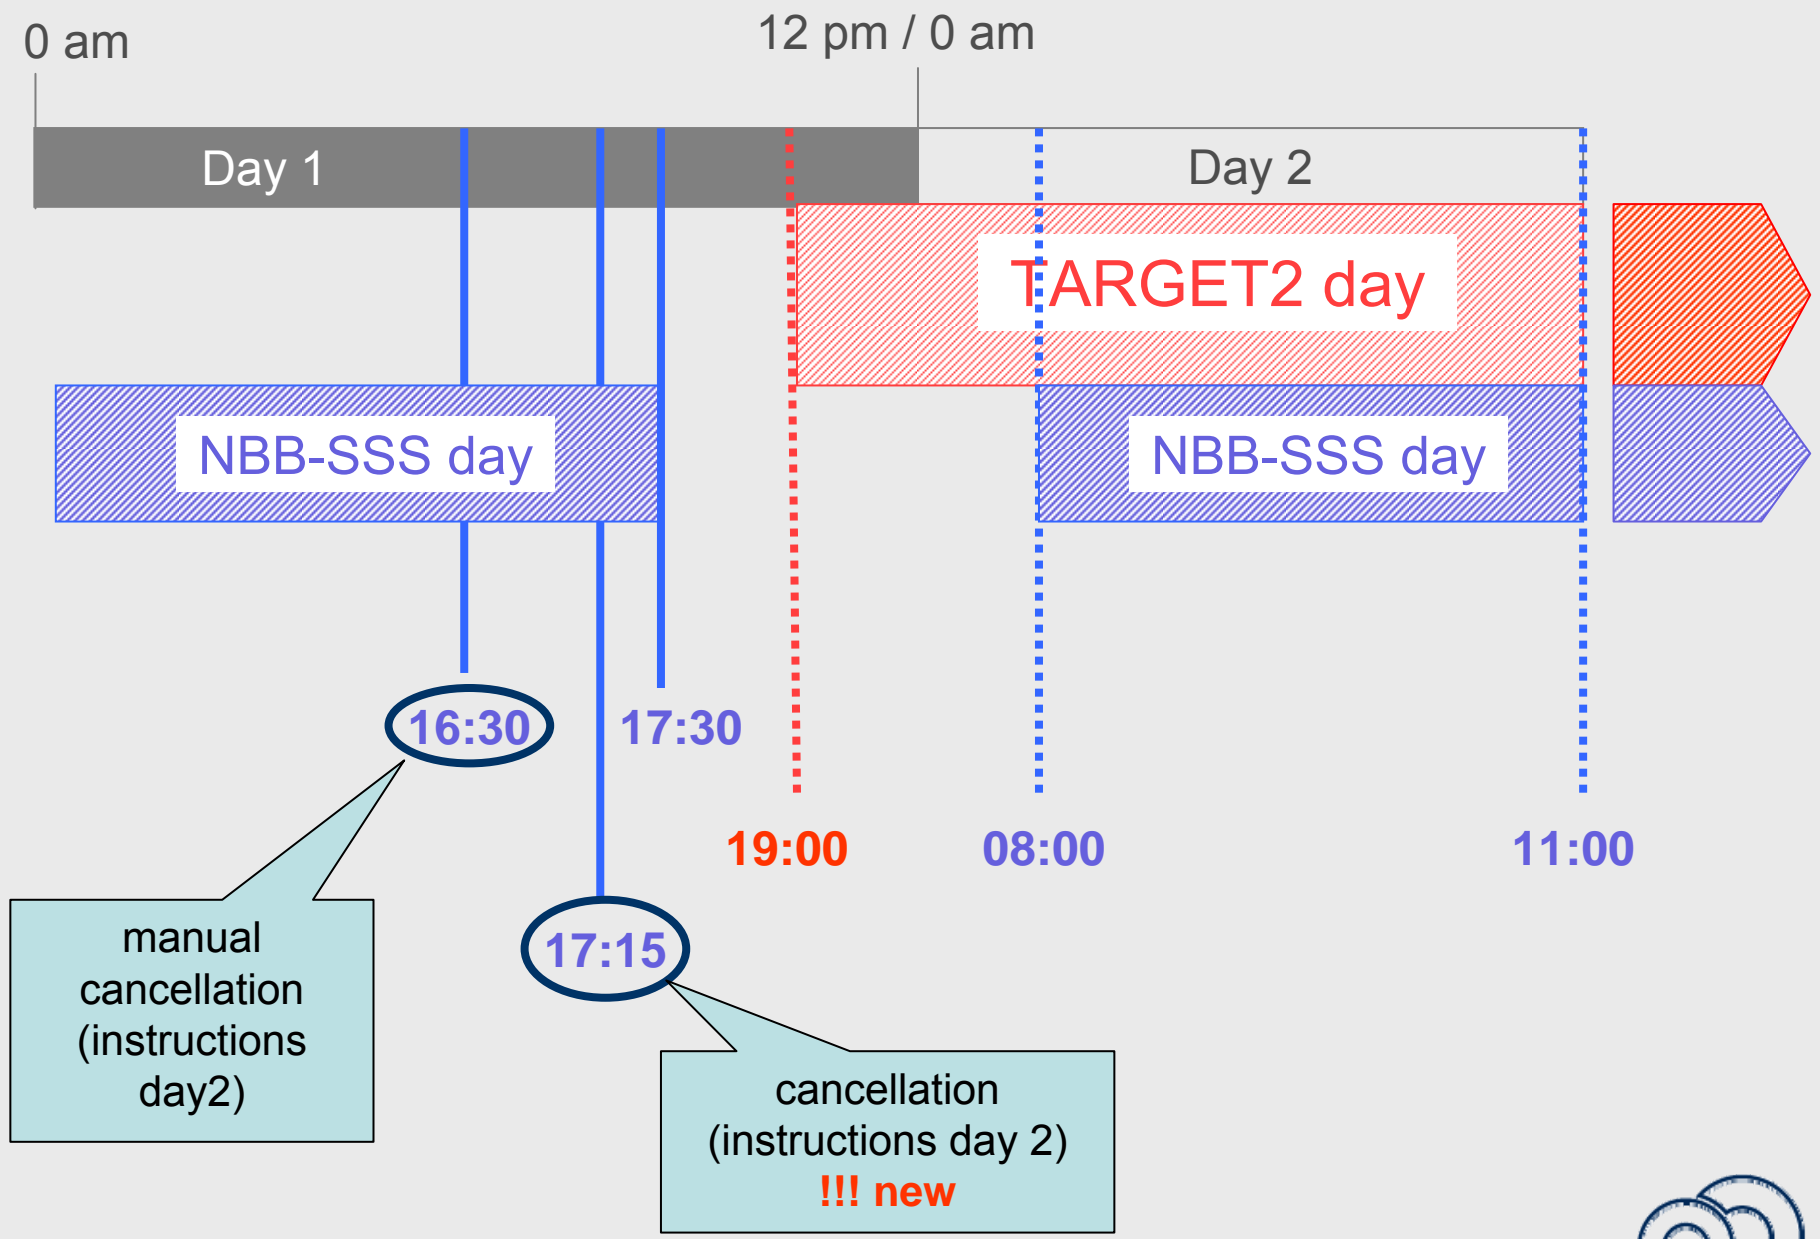 0 am
12 pm / 0 am
Day 1
Day 2
TARGET2 day
NBB-SSS day
NBB-SSS day
16:30
17:30
19:00
08:00
11:00
17:15
manual
cancellation
(instructions
day2)
cancellation
(instructions day 2)
!!! new